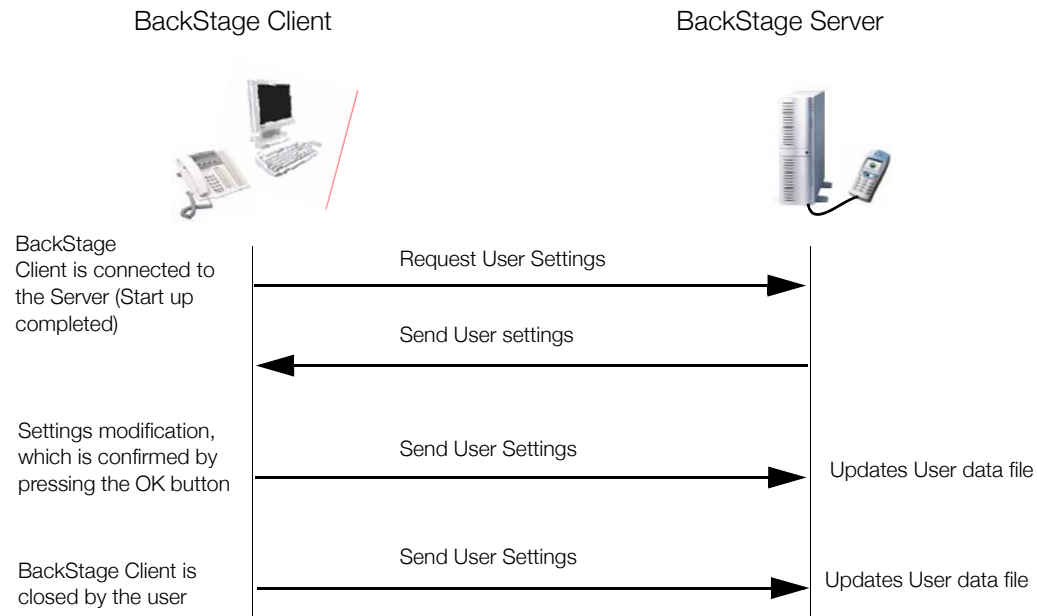 BackStage Client
BackStage Server
BackStage
Client is connected to
the Server (Start up
completed)
Request User Settings
Send User settings
Settings modification,
which is confirmed by
pressing the OK button
Send User Settings
Updates User data file
BackStage Client is
closed by the user
Send User Settings
Updates User data file